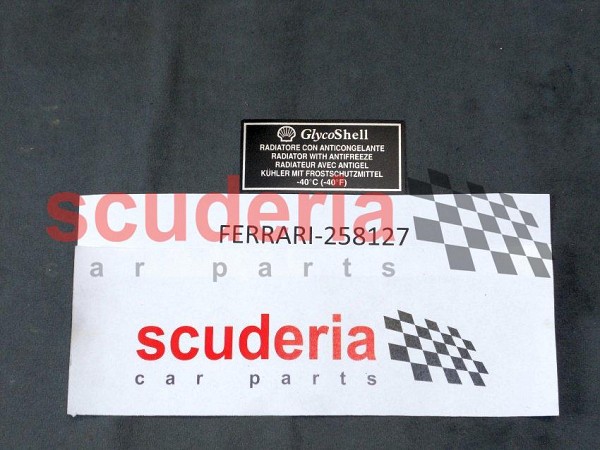 GlycoShell
RADIATORE CON ANTICONGELANTE
RADIATOR WITH ANTIFREEZE
RADIATEUR AVEC ANTIGEL
KÜHLER MIT FROSTSCHUTZMITTEL
-40°C (-40°F)
scuderia
FERRARI-258127
car parts
scuderia
car parts